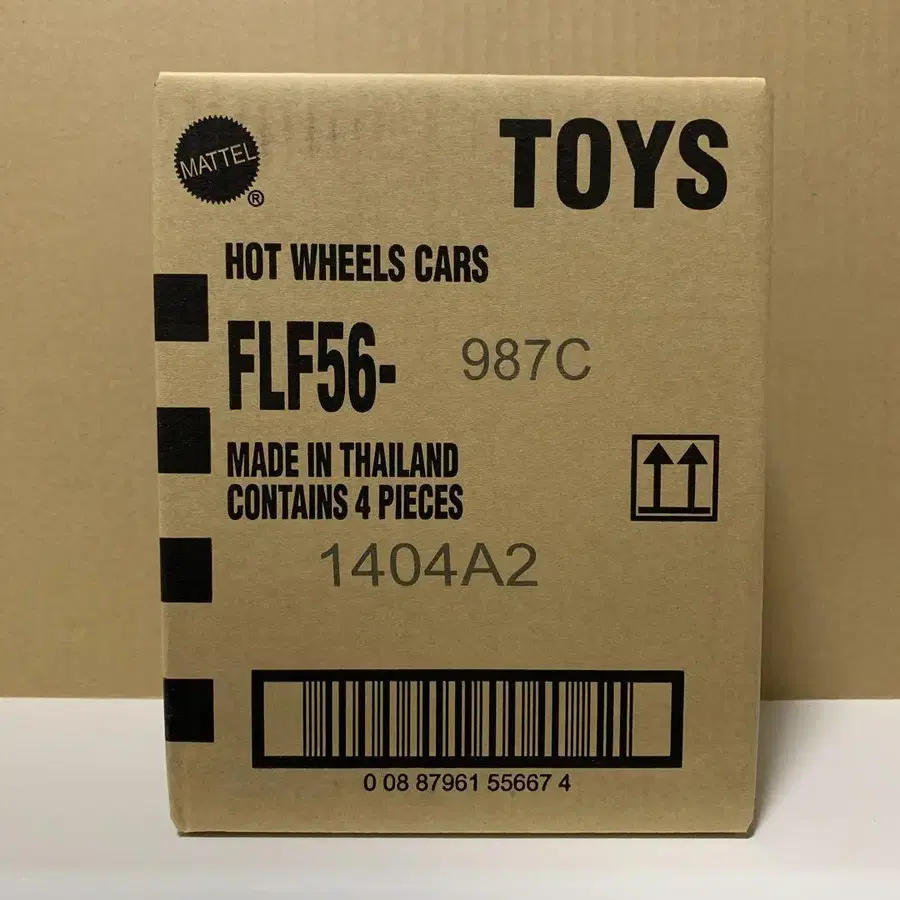 MATTEL
®
TOYS
HOT WHEELS CARS
FLF56- 987C
MADE IN THAILAND
CONTAINS 4 PIECES
1404A2
0 08 87961 55667 4